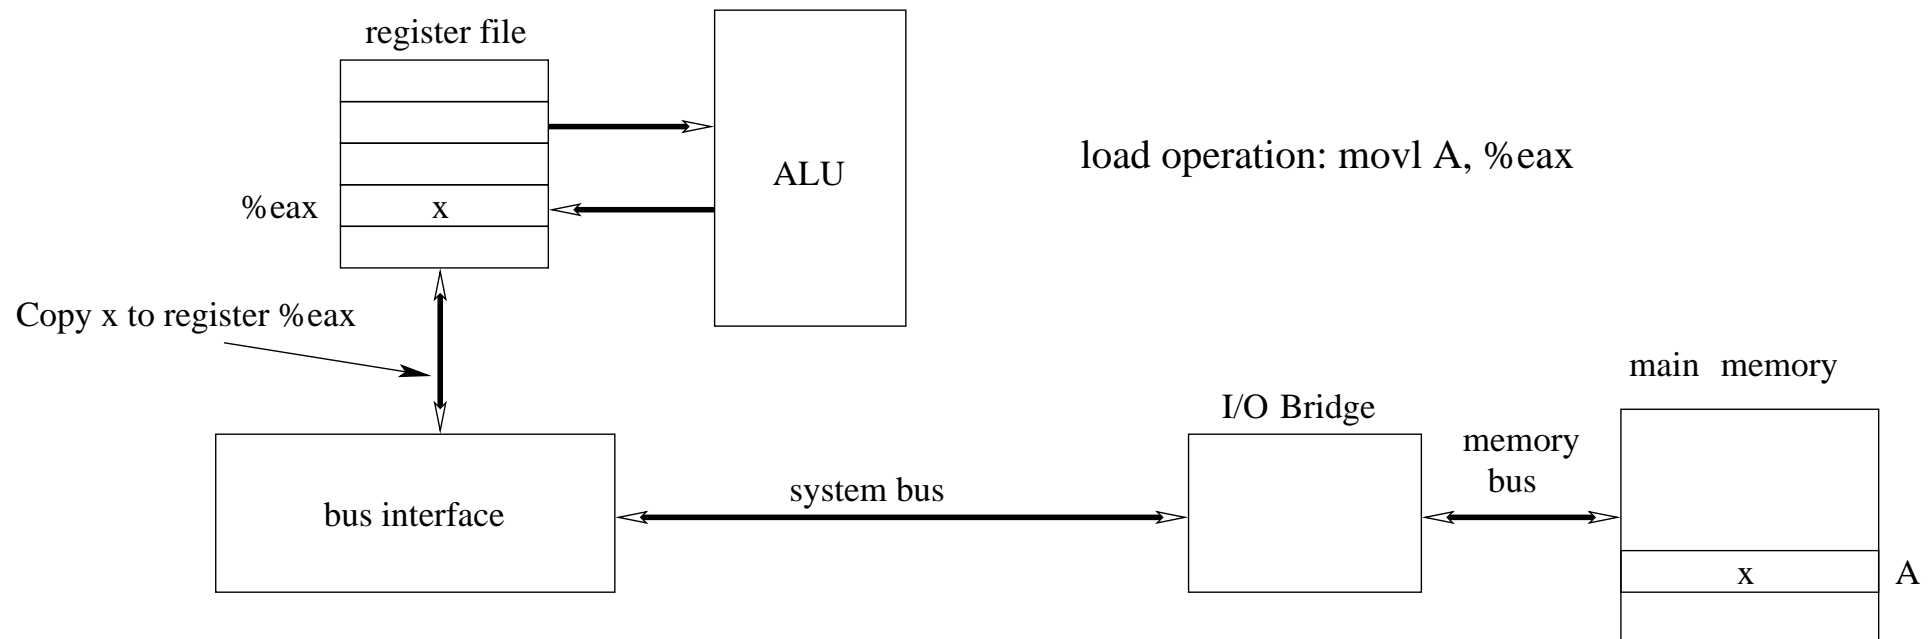 register file
ALU
load operation: movl A, %eax
%eax
x
Copy x to register %eax
main memory
I/O Bridge
memory
bus
system bus
bus interface
x
A